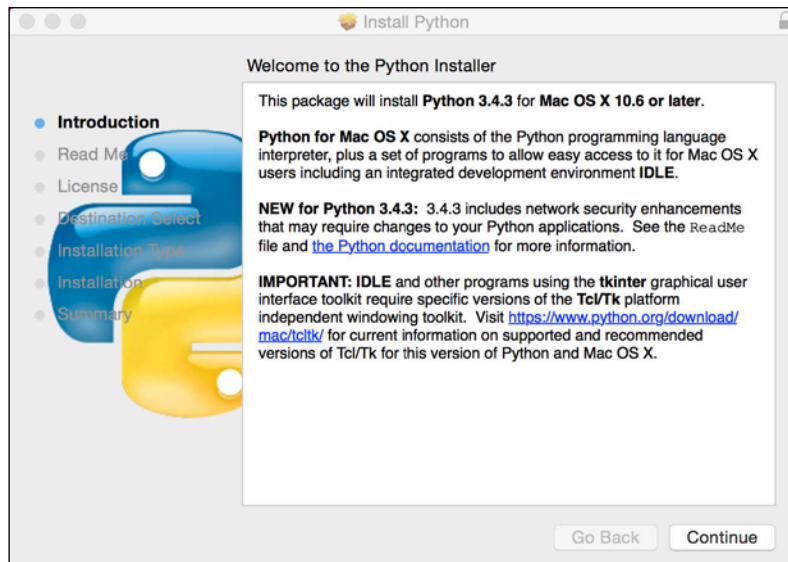 Install Python
Welcome to the Python Installer
Introduction
Read Me
License
Destination Select
Installation Type
Installation
Summary
This package will install Python 3.4.3 for Mac OS X 10.6 or later.
Python for Mac OS X consists of the Python programming language
interpreter, plus a set of programs to allow easy access to it for Mac OS X
users including an integrated development environment IDLE.
NEW for Python 3.4.3:  3.4.3 includes network security enhancements
that may require changes to your Python applications.  See the ReadMe
file and the Python documentation for more information.
IMPORTANT: IDLE and other programs using the tkinter graphical user
interface toolkit require specific versions of the Tcl/Tk platform
independent windowing toolkit.  Visit https://www.python.org/download/
mac/tcltk/ for current information on supported and recommended
versions of Tcl/Tk for this version of Python and Mac OS X.
Go Back
Continue